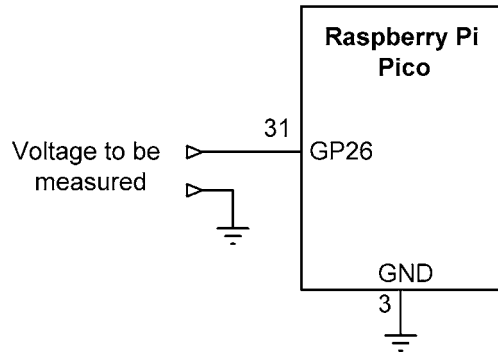 Raspberry Pi
Pico
31
GP26
Voltage to be
measured
GND
3